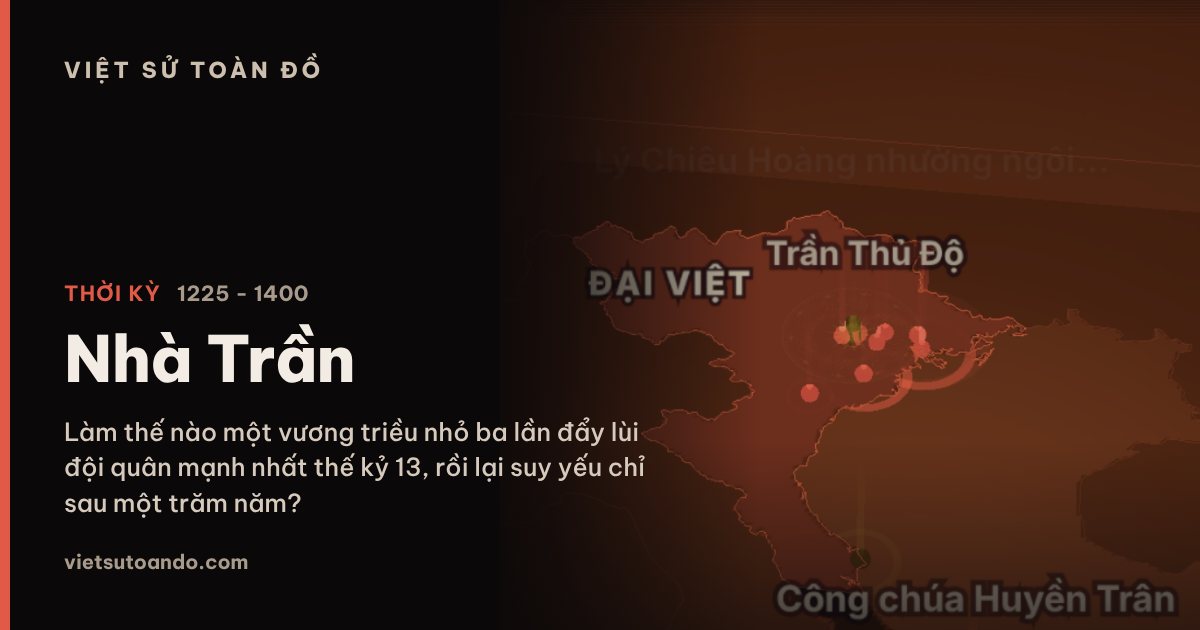 VIỆT SỬ TOÀN ĐỒ
Lý Chiêu Hoàng nhường ngôi...
Trần Thủ Độ
ĐẠI VIỆT
THỜI KỲ 1225 - 1400
Nhà Trần
Làm thế nào một vương triều nhỏ ba lần đẩy lùi
đội quân mạnh nhất thế kỷ 13, rồi lại suy yếu chỉ
sau một trăm năm?
vietsutoando.com
Công chúa Huyền Trân